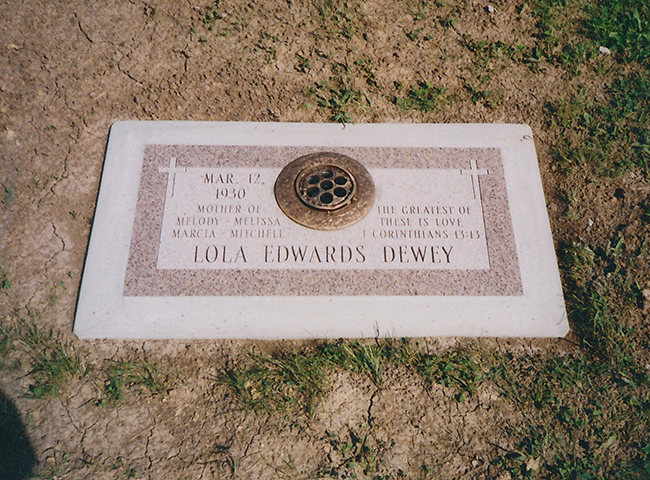 MAR. 12,
1930
MOTHER OF
MELODY - MELISSA
MARCIA - MITCHELL
THE GREATEST OF
THESE IS LOVE
1 CORINTHIANS 13:13
LOLA EDWARDS DEWEY